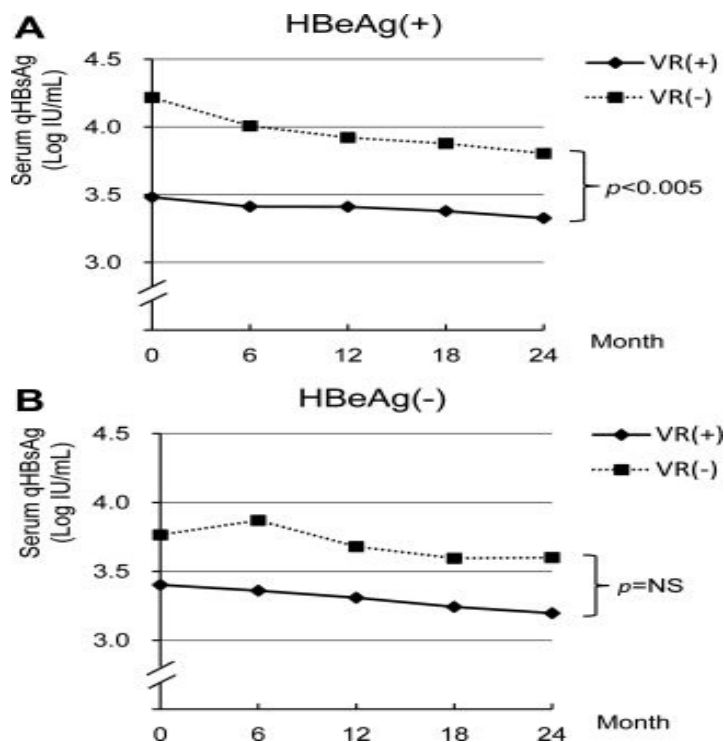 A
HBeAg(+)
Serum qHBsAg
(Log IU/mL)
4.5
4.0
3.5
3.0
VR(+)
VR(-)
p<0.005
0 6 12 18 24 Month
B
HBeAg(-)
Serum qHBsAg
(Log IU/mL)
4.5
4.0
3.5
3.0
VR(+)
VR(-)
p=NS
0 6 12 18 24 Month